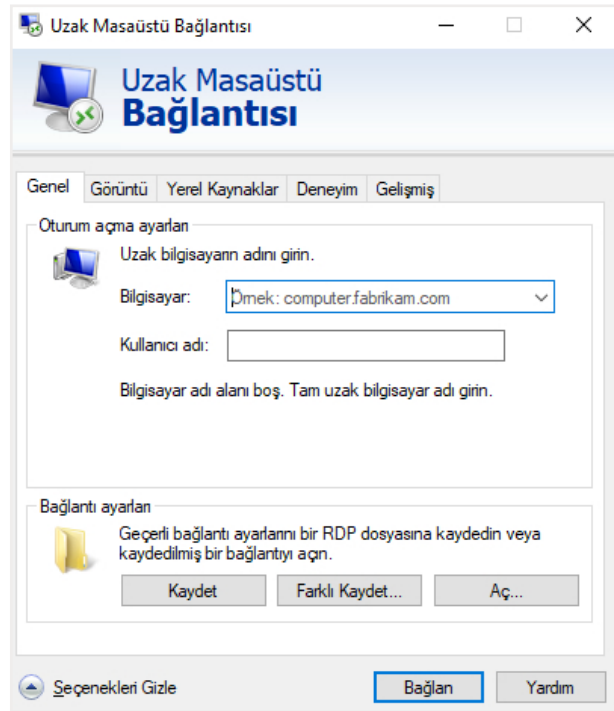 Uzak Masaüstü Bağlantısı
Uzak Masaüstü
Bağlantısı
Genel Görüntü Yerel Kaynaklar Deneyim Gelişmiş
Oturum açma ayarları
Uzak bilgisayarın adını girin.
Bilgisayar: Örnek: computer.fabrikam.com
Kullanıcı adı:
Bilgisayar adı alanı boş. Tam uzak bilgisayar adı girin.
Bağlantı ayarları
Geçerli bağlantı ayarlarını bir RDP dosyasına kaydedin veya
kaydedilmiş bir bağlantıyı açın.
Kaydet Farklı Kaydet... Aç...
Seçenekleri Gizle Bağlan Yardım